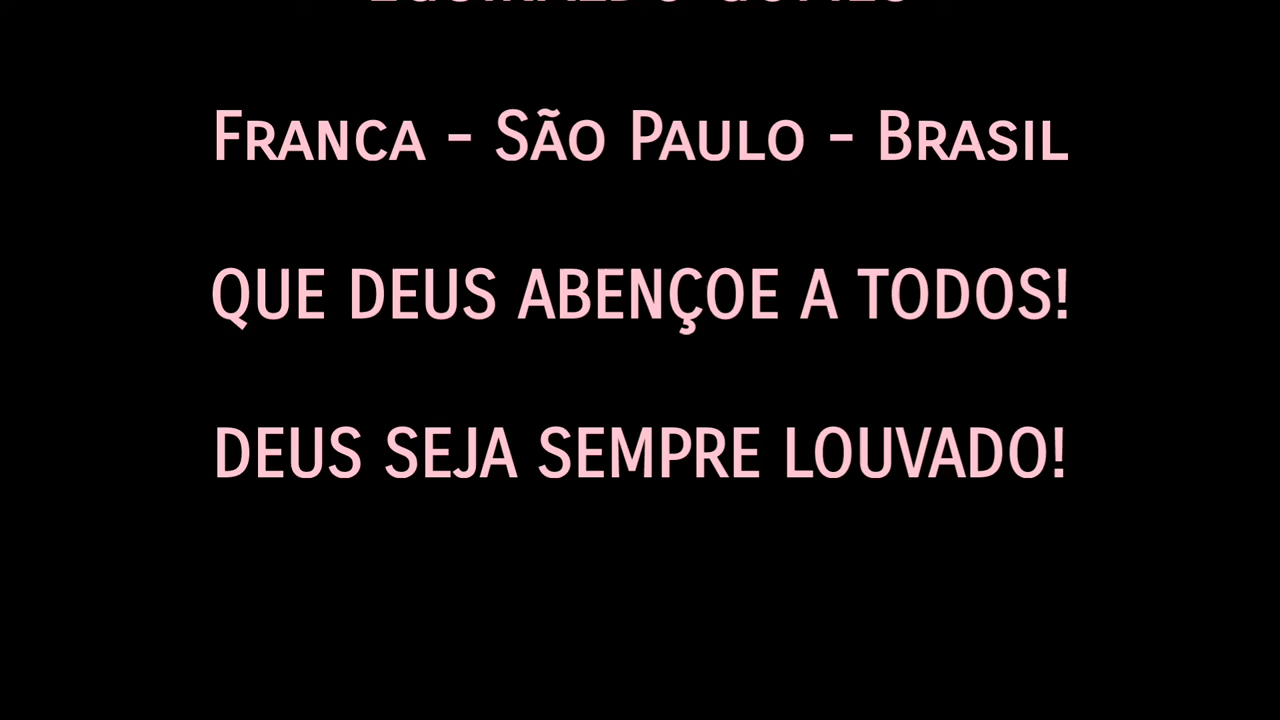 Franca - São Paulo - Brasil
QUE DEUS ABENÇOE A TODOS!
DEUS SEJA SEMPRE LOUVADO!